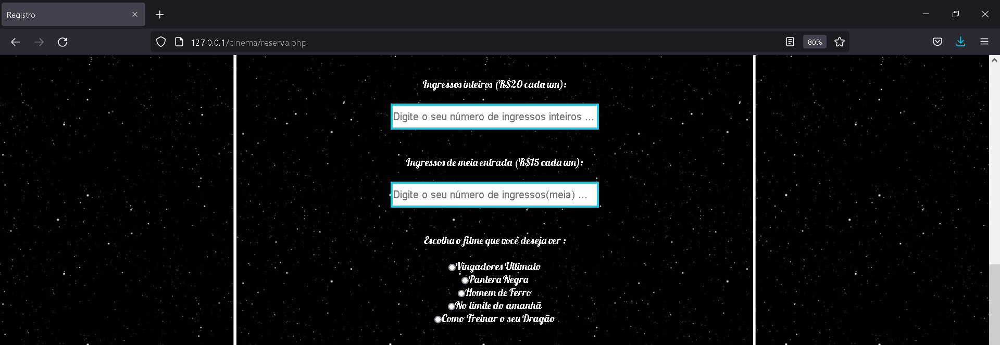 Registro
127.0.0.1/cinema/reserva.php
80%
Ingressos inteiros (R$20 cada um):
Digite o seu número de ingressos inteiros ...
Ingressos de meia entrada (R$15 cada um):
Digite o seu número de ingressos(meia) ...
Escolha o filme que você deseja ver :
Vingadores Ultimato
Pantera Negra
Homem de Ferro
No limite do amanhã
Como Treinar o seu Dragão